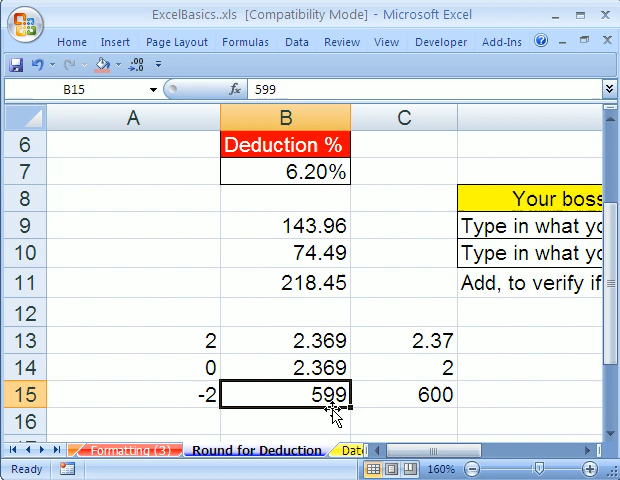 ExcelBasics..xls [Compatibility Mode] - Microsoft Excel
Home Insert Page Layout Formulas Data Review View Developer Add-Ins
B15 fx 599
A B C
6 Deduction %
7 6.20%
8 Your boss
9 143.96 Type in what yo
10 74.49 Type in what yo
11 218.45 Add, to verify if
12
13 2 2.369 2.37
14 0 2.369 2
15 -2 599 600
16
Formatting (3) Round for Deduction Date
Ready 160%